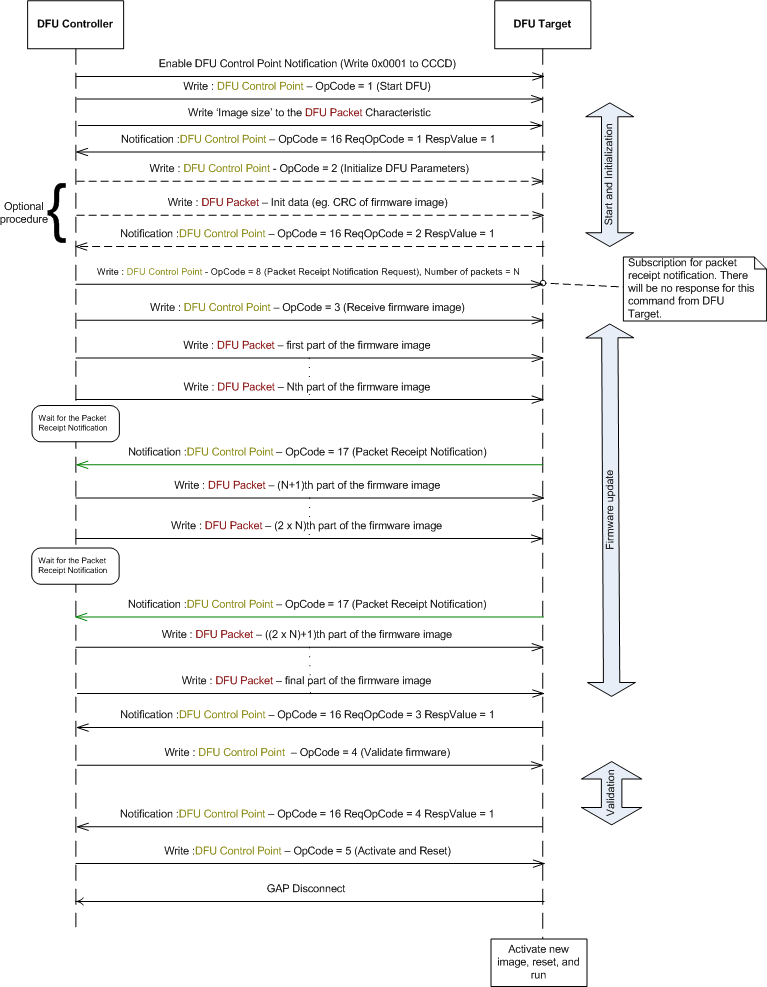 DFU Controller
DFU Target
Enable DFU Control Point Notification (Write 0x0001 to CCCD)
Write : DFU Control Point – OpCode = 1 (Start DFU)
Write ‘Image size’ to the DFU Packet Characteristic
Notification :DFU Control Point – OpCode = 16 ReqOpCode = 1 RespValue = 1
Write : DFU Control Point - OpCode = 2 (Initialize DFU Parameters)
Optional
procedure
Write : DFU Packet – Init data (eg. CRC of firmware image)
Notification :DFU Control Point – OpCode = 16 ReqOpCode = 2 RespValue = 1
Start and Initialization
Write : DFU Control Point - OpCode = 8 (Packet Receipt Notification Request), Number of packets = N
Subscription for packet
receipt notification. There
will be no response for this
command from DFU
Target.
Write : DFU Control Point – OpCode = 3 (Receive firmware image)
Write : DFU Packet – first part of the firmware image
Write : DFU Packet – Nth part of the firmware image
Wait for the Packet
Receipt Notification
Notification :DFU Control Point – OpCode = 17 (Packet Receipt Notification)
Write : DFU Packet – (N+1)th part of the firmware image
Write : DFU Packet – (2 x N)th part of the firmware image
Firmware update
Wait for the Packet
Receipt Notification
Notification :DFU Control Point – OpCode = 17 (Packet Receipt Notification)
Write : DFU Packet – ((2 x N)+1)th part of the firmware image
Write : DFU Packet – final part of the firmware image
Notification :DFU Control Point – OpCode = 16 ReqOpCode = 3 RespValue = 1
Write : DFU Control Point – OpCode = 4 (Validate firmware)
Validation
Notification :DFU Control Point – OpCode = 16 ReqOpCode = 4 RespValue = 1
Write :DFU Control Point – OpCode = 5 (Activate and Reset)
GAP Disconnect
Activate new
image, reset, and
run